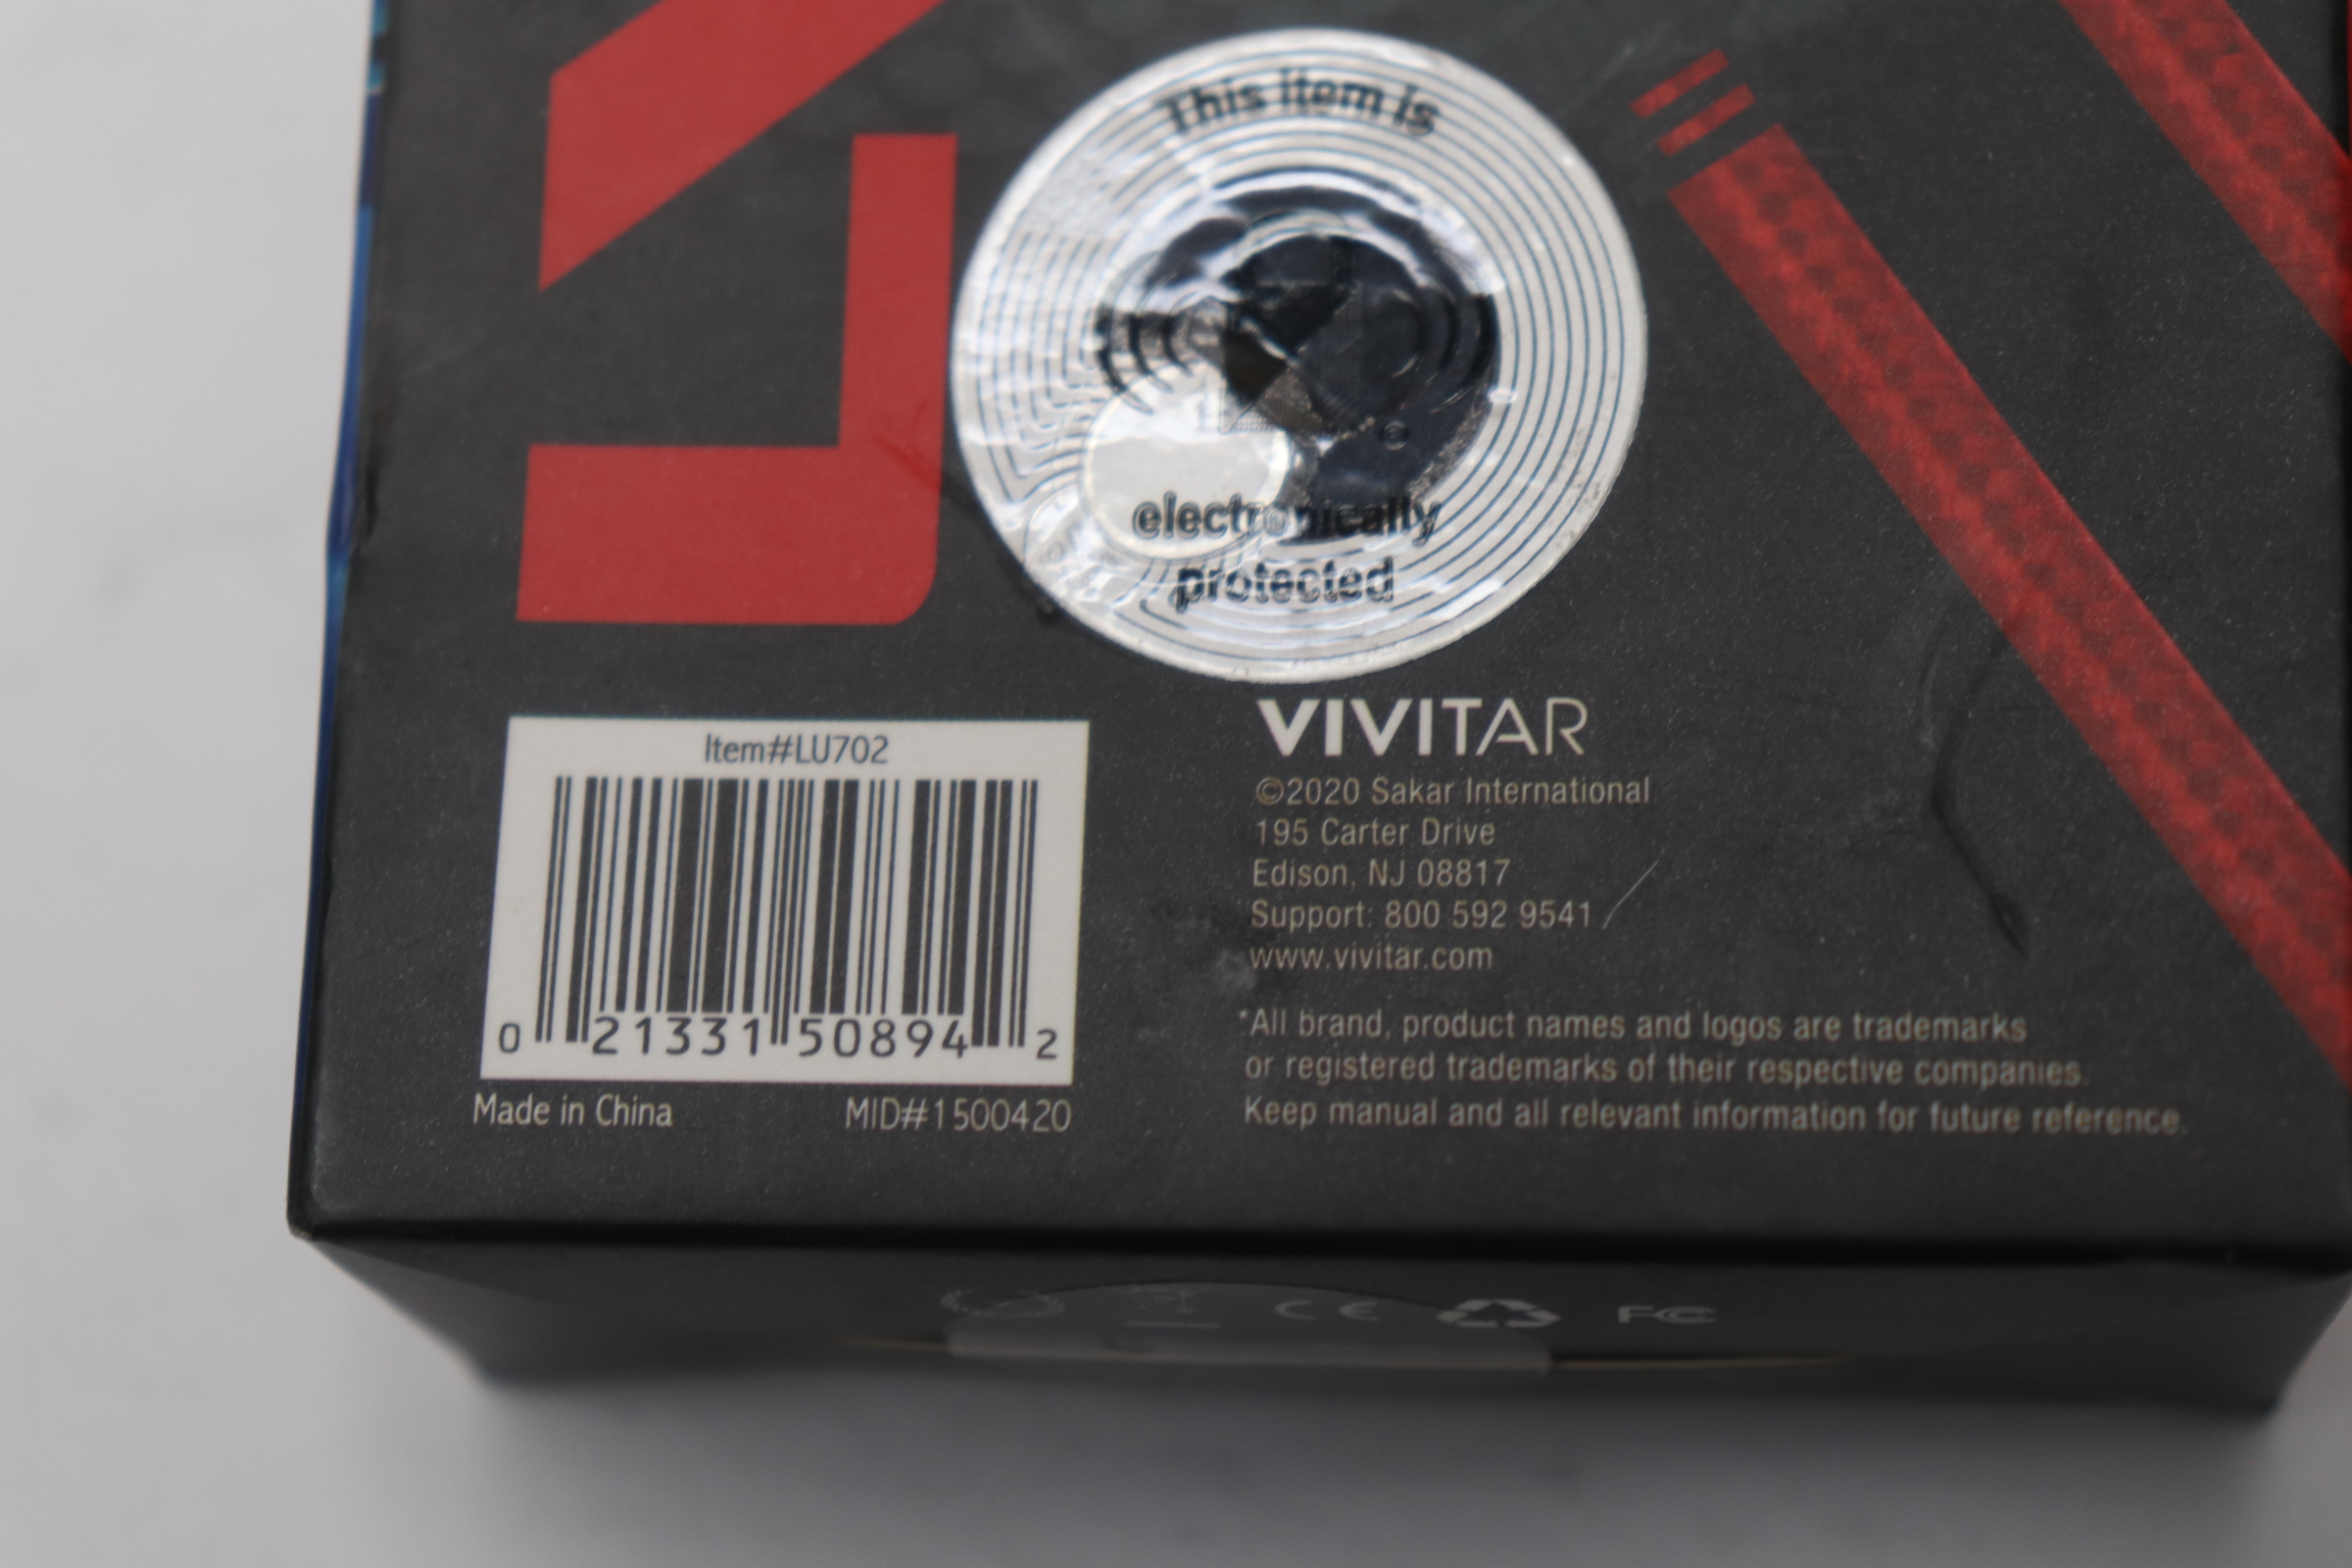 This item is
electronically
protected
VIVITAR
©2020 Sakar International
195 Carter Drive
Edison, NJ 08817
Support: 800 592 9541
www.vivitar.com
*All brand, product names and logos are trademarks
or registered trademarks of their respective companies.
Keep manual and all relevant information for future reference.
Item#LU702
0 21331 50894 2
Made in China MID#1500420
CE FC